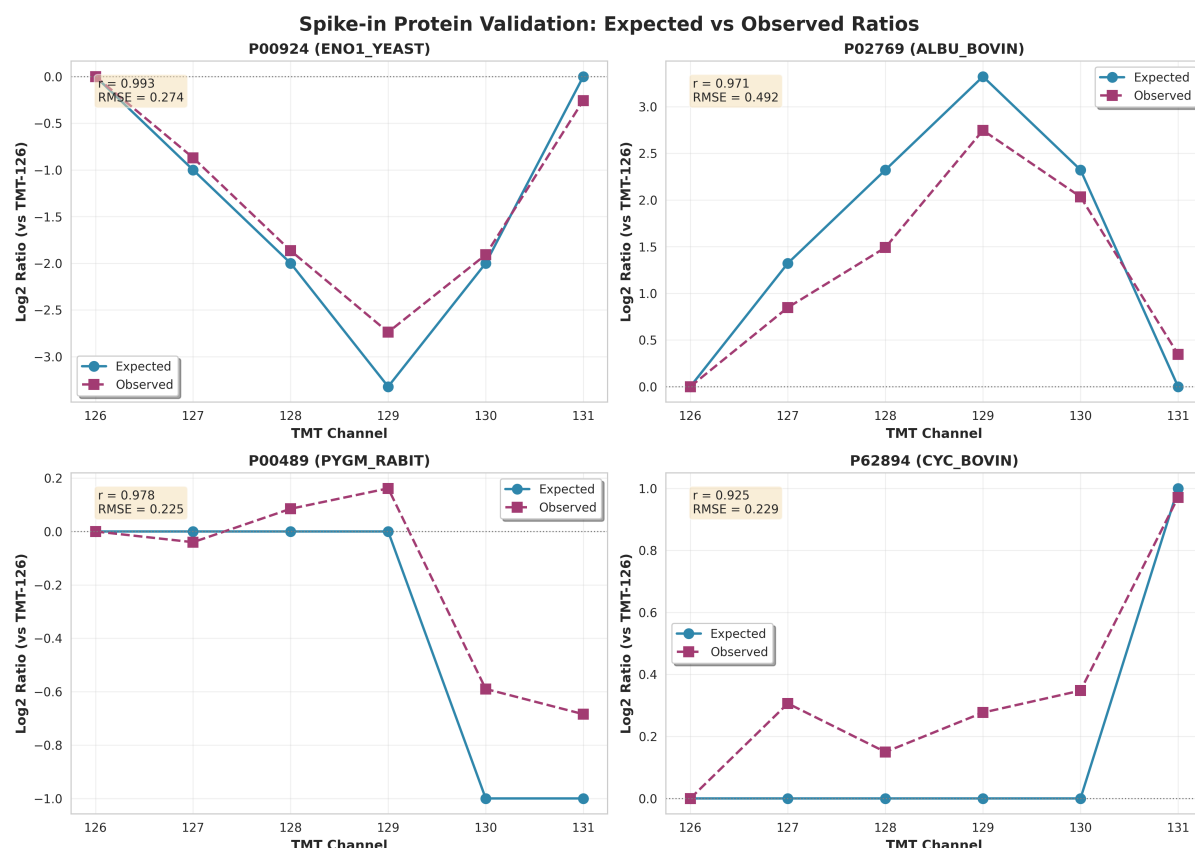 Spike-in Protein Validation: Expected vs Observed Ratios
P00924 (ENO1_YEAST)
r = 0.993
RMSE = 0.274
Log2 Ratio (vs TMT-126)
0.0
−0.5
−1.0
−1.5
−2.0
−2.5
−3.0
Expected
Observed
126 127 128 129 130 131
TMT Channel
P02769 (ALBU_BOVIN)
r = 0.971
RMSE = 0.492
Expected
Observed
Log2 Ratio (vs TMT-126)
3.0
2.5
2.0
1.5
1.0
0.5
0.0
126 127 128 129 130 131
TMT Channel
P00489 (PYGM_RABIT)
r = 0.978
RMSE = 0.225
Expected
Observed
Log2 Ratio (vs TMT-126)
0.2
0.0
−0.2
−0.4
−0.6
−0.8
−1.0
126 127 128 129 130 131
TMT Channel
P62894 (CYC_BOVIN)
r = 0.925
RMSE = 0.229
Expected
Observed
Log2 Ratio (vs TMT-126)
1.0
0.8
0.6
0.4
0.2
0.0
126 127 128 129 130 131
TMT Channel